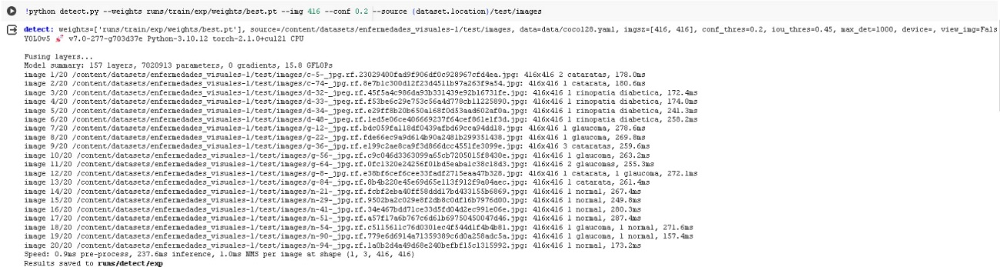 !python detect.py --weights runs/train/exp/weights/best.pt --img 416 --conf 0.2 --source {dataset.location}/test/images
detect: weights=['runs/train/exp/weights/best.pt'], source=/content/datasets/enfermedades_visuales-1/test/images, data=data/coco128.yaml, imgsz=[416, 416], conf_thres=0.2, iou_thres=0.45, max_det=1000, device=, view_img=Fals
YOLOv5 🚀 v7.0-277-g703d37e Python-3.10.12 torch-2.1.0+cu121 CPU
Fusing layers...
Model summary: 157 layers, 7020913 parameters, 0 gradients, 15.8 GFLOPs
image 1/20 /content/datasets/enfermedades_visuales-1/test/images/c-5-_jpg.rf.23029400fad9f906df0c928967cfd4ea.jpg: 416x416 2 cataratas, 178.0ms
image 2/20 /content/datasets/enfermedades_visuales-1/test/images/c-74-_jpg.rf.8e7b1c300d12f23d4511b97a263f9a54.jpg: 416x416 1 catarata, 180.6ms
image 3/20 /content/datasets/enfermedades_visuales-1/test/images/d-32-_jpeg.rf.45f5a4c986da93b331439e92b16731fe.jpg: 416x416 1 rinopatia diabetica, 172.4ms
image 4/20 /content/datasets/enfermedades_visuales-1/test/images/d-33-_jpeg.rf.f53be6c29e753c56a4d778cb11225890.jpg: 416x416 1 rinopatia diabetica, 174.0ms
image 5/20 /content/datasets/enfermedades_visuales-1/test/images/d-34-_jpeg.rf.e29ff8b20b650a168f0d53aad602af0a.jpg: 416x416 1 rinopatia diabetica, 241.3ms
image 6/20 /content/datasets/enfermedades_visuales-1/test/images/d-48-_jpeg.rf.1ed5e06ce406669237f64cef861e1f3d.jpg: 416x416 1 rinopatia diabetica, 258.2ms
image 7/20 /content/datasets/enfermedades_visuales-1/test/images/g-12-_jpg.rf.bdc059fa118df0439afbd69cca94dd18.jpg: 416x416 1 glaucoma, 278.6ms
image 8/20 /content/datasets/enfermedades_visuales-1/test/images/g-22-_jpg.rf.fde66ec9a9d614b90a2481b299351438.jpg: 416x416 1 glaucoma, 269.8ms
image 9/20 /content/datasets/enfermedades_visuales-1/test/images/g-36-_jpg.rf.e199c2ae8ca9f3d866dcc4551fe3099e.jpg: 416x416 3 cataratas, 259.6ms
image 10/20 /content/datasets/enfermedades_visuales-1/test/images/g-56-_jpg.rf.c9c046d3363099a65cb7205015f8430e.jpg: 416x416 1 glaucoma, 263.2ms
image 11/20 /content/datasets/enfermedades_visuales-1/test/images/g-64-_jpg.rf.0fc1320e24256f01bd5eaba1c38c18d3.jpg: 416x416 2 glaucomas, 255.3ms
image 12/20 /content/datasets/enfermedades_visuales-1/test/images/g-8-_jpg.rf.e38bf6cef6cee33fadf2715eaa47b328.jpg: 416x416 1 catarata, 1 glaucoma, 272.1ms
image 13/20 /content/datasets/enfermedades_visuales-1/test/images/g-84-_jpg.rf.8b4b220e45e69d65e113f912f9a04aec.jpg: 416x416 1 catarata, 261.4ms
image 14/20 /content/datasets/enfermedades_visuales-1/test/images/n-21-_jpg.rf.fcbf2eba40ff58ddd17bd433155b6869.jpg: 416x416 1 normal, 267.4ms
image 15/20 /content/datasets/enfermedades_visuales-1/test/images/n-29-_jpg.rf.9502ba2c029e8f2db8c0df16b7976d00.jpg: 416x416 1 normal, 249.8ms
image 16/20 /content/datasets/enfermedades_visuales-1/test/images/n-41-_jpg.rf.34e467bdd71ce33d5fd04d2ec991e06e.jpg: 416x416 1 normal, 280.3ms
image 17/20 /content/datasets/enfermedades_visuales-1/test/images/n-51-_jpg.rf.a57f17a6b767c6d61b69750450047d46.jpg: 416x416 1 normal, 287.4ms
image 18/20 /content/datasets/enfermedades_visuales-1/test/images/n-54-_jpg.rf.c5115611c76d0301ec4f544d1f4b4b81.jpg: 416x416 1 glaucoma, 1 normal, 271.6ms
image 19/20 /content/datasets/enfermedades_visuales-1/test/images/n-90-_jpg.rf.779e6d6914a71359389c6d0a258adc5a.jpg: 416x416 1 glaucoma, 1 normal, 157.4ms
image 20/20 /content/datasets/enfermedades_visuales-1/test/images/n-94-_jpg.rf.1a0b2d4a49d68e240befbf15c1315992.jpg: 416x416 1 normal, 173.2ms
Speed: 0.9ms pre-process, 237.6ms inference, 1.0ms NMS per image at shape (1, 3, 416, 416)
Results saved to runs/detect/exp